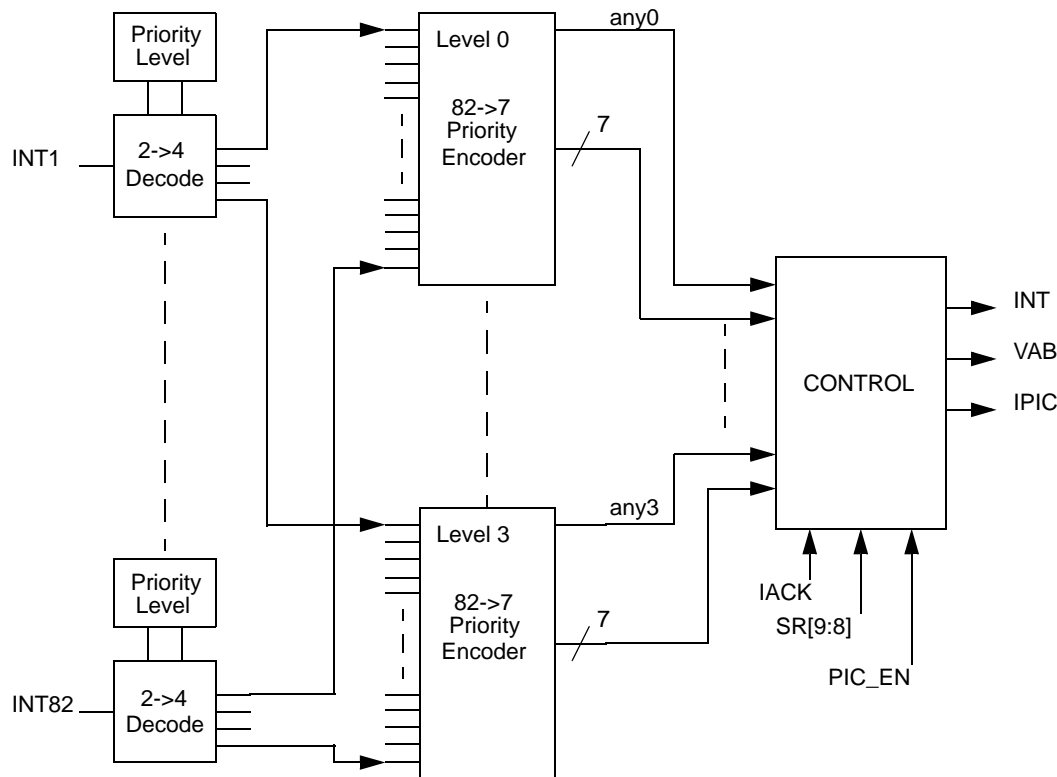 Priority
Level
2->4
Decode
INT1
Level 0
82->7
Priority
Encoder
any0
7
CONTROL
INT
VAB
IPIC
IACK
SR[9:8]
PIC_EN
Priority
Level
2->4
Decode
INT82
Level 3
82->7
Priority
Encoder
any3
7